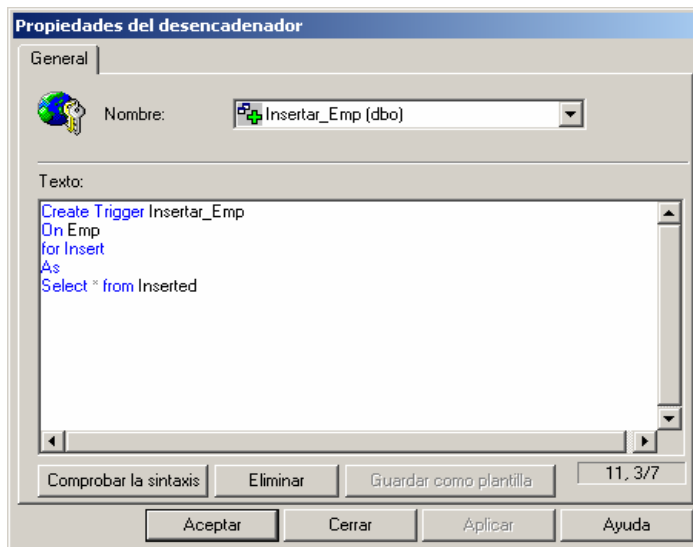 Propiedades del desencadenador
General
Nombre:
Insertar_Emp (dbo)
Texto:
Create Trigger Insertar_Emp
On Emp
for Insert
As
Select * from Inserted
Comprobar la sintaxis
Eliminar
Guardar como plantilla
11, 3/7
Aceptar
Cerrar
Aplicar
Ayuda